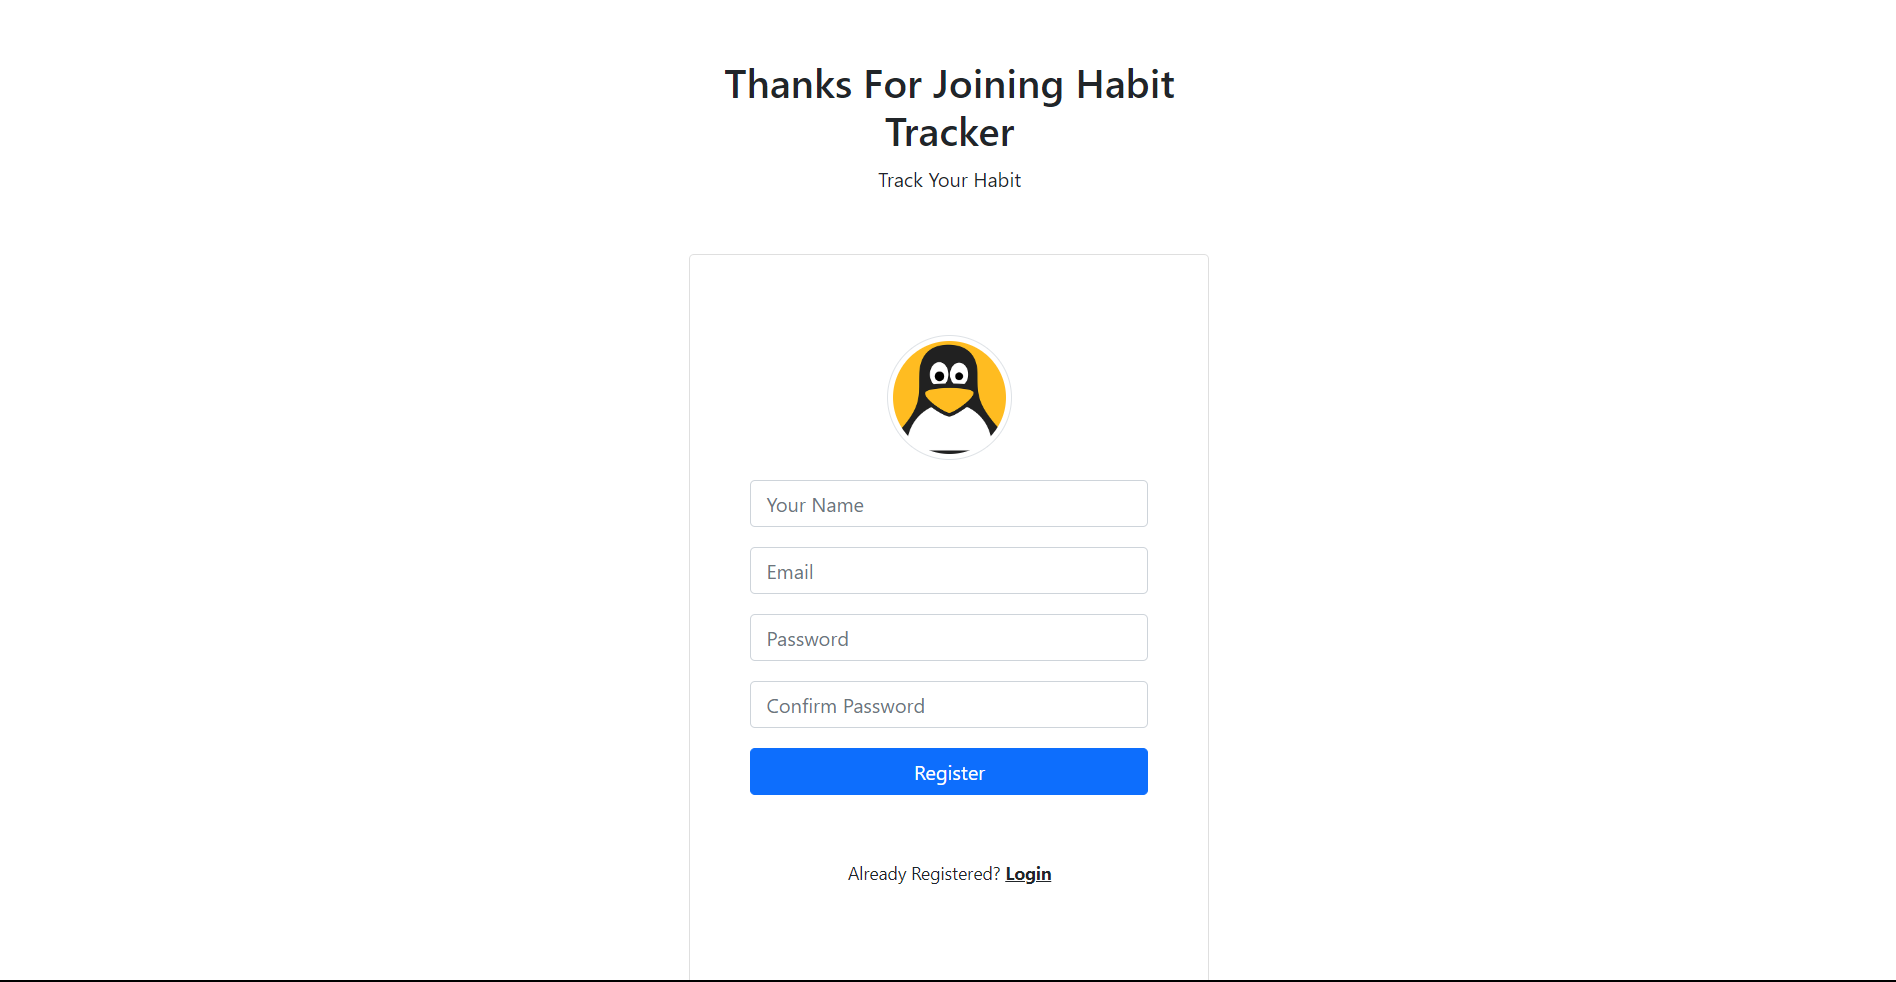 Thanks For Joining Habit
Tracker
Track Your Habit
Your Name
Email
Password
Confirm Password
Register
Already Registered? Login